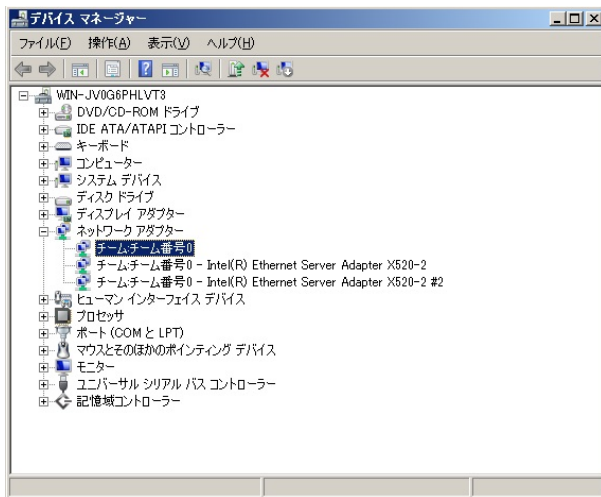 デバイス マネージャー
ファイル(F) 操作(A) 表示(V) ヘルプ(H)
WIN-JV0G6PHLVT3
DVD/CD-ROM ドライブ
IDE ATA/ATAPI コントローラー
キーボード
コンピューター
システム デバイス
ディスク ドライブ
ディスプレイ アダプター
ネットワーク アダプター
チーム:チーム番号0
チーム:チーム番号0 - Intel(R) Ethernet Server Adapter X520-2
チーム:チーム番号0 - Intel(R) Ethernet Server Adapter X520-2 #2
ヒューマン インターフェイス デバイス
プロセッサ
ポート (COM と LPT)
マウスとそのほかのポインティング デバイス
モニター
ユニバーサル シリアル バス コントローラー
記憶域コントローラー